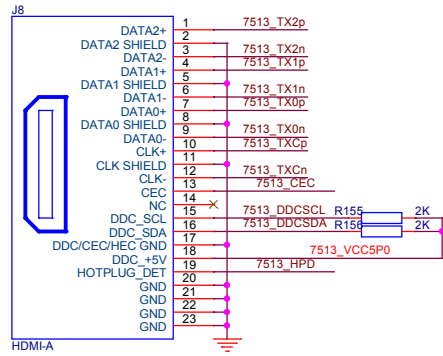 J8
DATA2+ 1 7513_TX2p
DATA2 SHIELD 2
DATA2- 3 7513_TX2n
DATA1+ 4 7513_TX1p
DATA1 SHIELD 5
DATA1- 6 7513_TX1n
DATA0+ 7 7513_TX0p
DATA0 SHIELD 8
DATA0- 9 7513_TX0n
CLK+ 10 7513_TXCp
CLK SHIELD 11
CLK- 12 7513_TXCn
CEC 13 7513_CEC
NC 14
DDC_SCL 15 7513_DDCSCL R155 2K
DDC_SDA 16 7513_DDCSDA R156 2K
DDC/CEC/HEC GND 17
DDC_+5V 18 7513_VCC5P0
HOTPLUG_DET 19 7513_HPD
GND 20
GND 21
GND 22
GND 23
HDMI-A